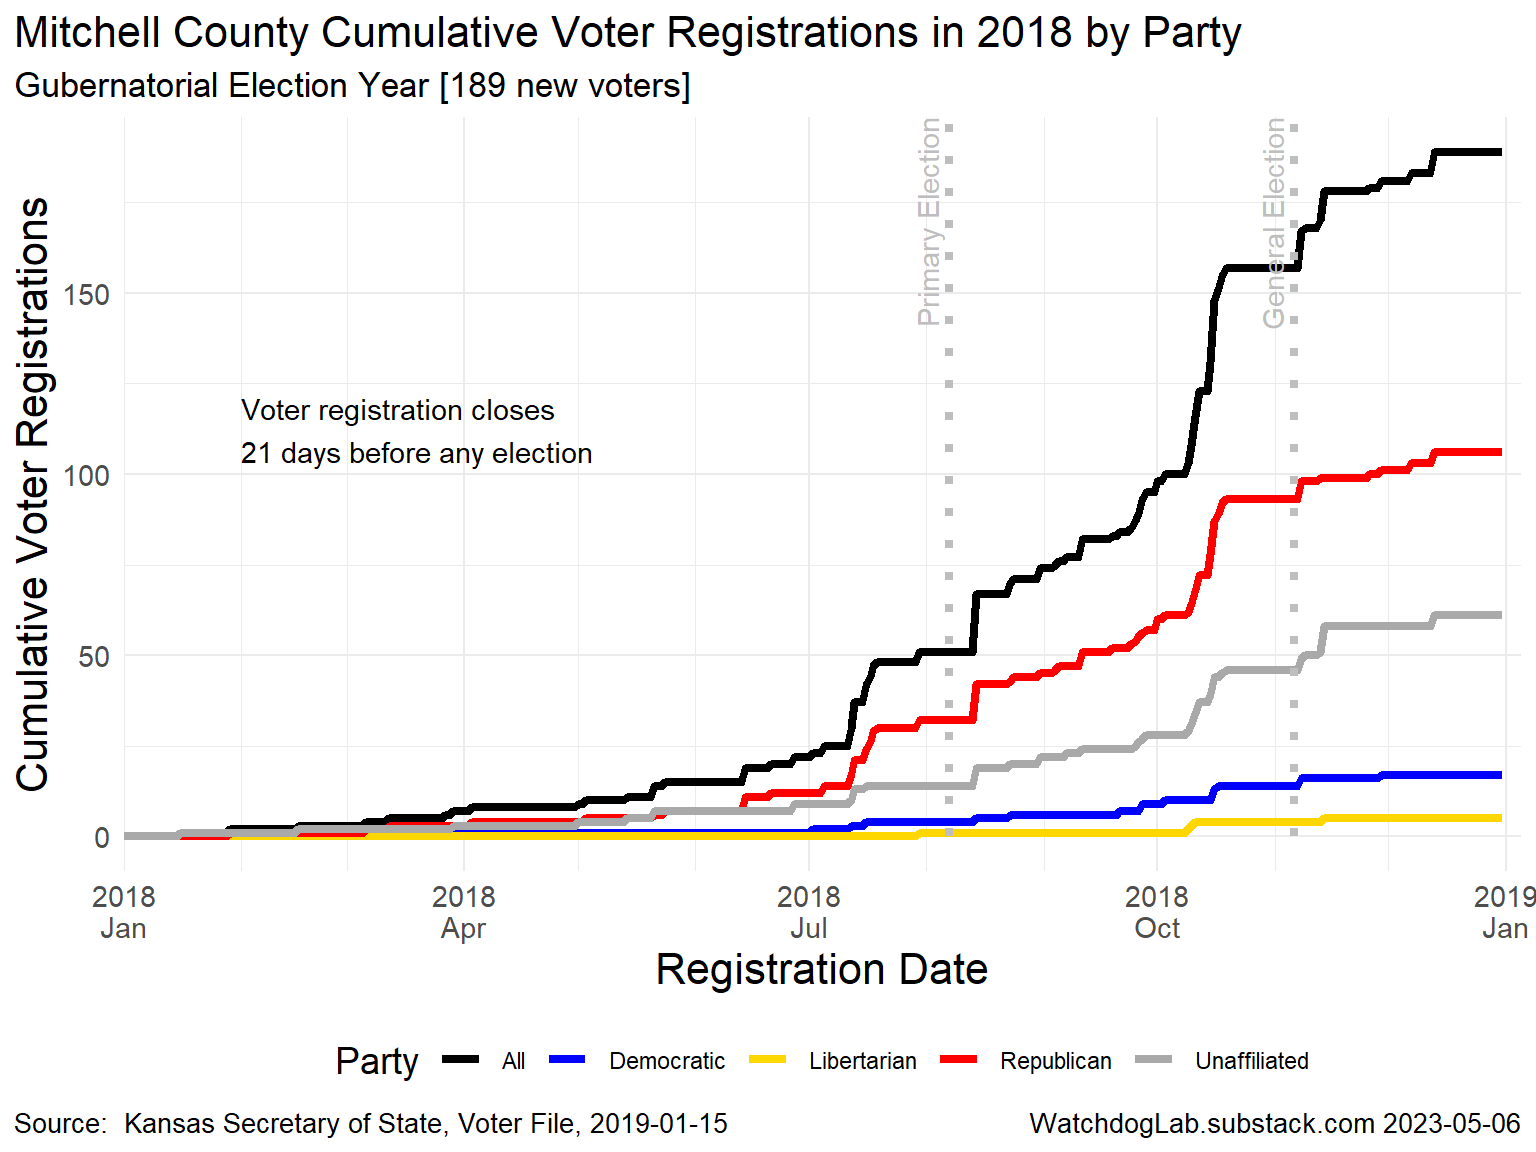 Mitchell County Cumulative Voter Registrations in 2018 by Party
Gubernatorial Election Year [189 new voters]
Cumulative Voter Registrations
150
100
50
0
Primary Election
General Election
Voter registration closes
21 days before any election
2018 2018 2018 2018 2019
Jan Apr Jul Oct Jan
Registration Date
Party All Democratic Libertarian Republican Unaffiliated
Source:  Kansas Secretary of State, Voter File, 2019-01-15
WatchdogLab.substack.com 2023-05-06